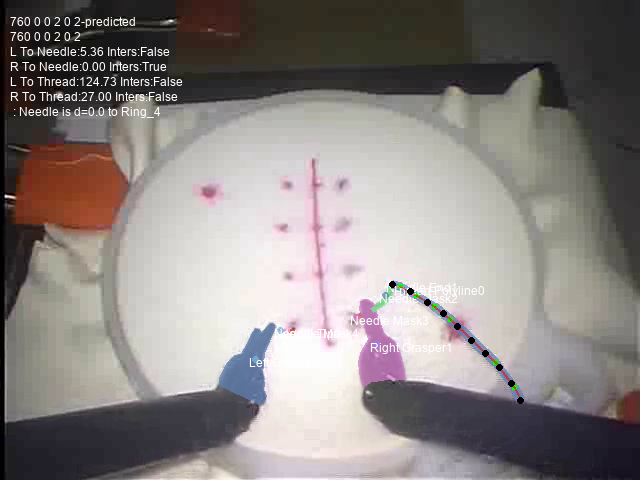 760 0 0 2 0 2-predicted
760 0 0 2 0 2
L To Needle:5.36 Inters:False
R To Needle:0.00 Inters:True
L To Thread:124.73 Inters:False
R To Thread:27.00 Inters:False
: Needle is d=0.0 to Ring_4
Needle Mask2
Needle Mask3
Right Grasper1